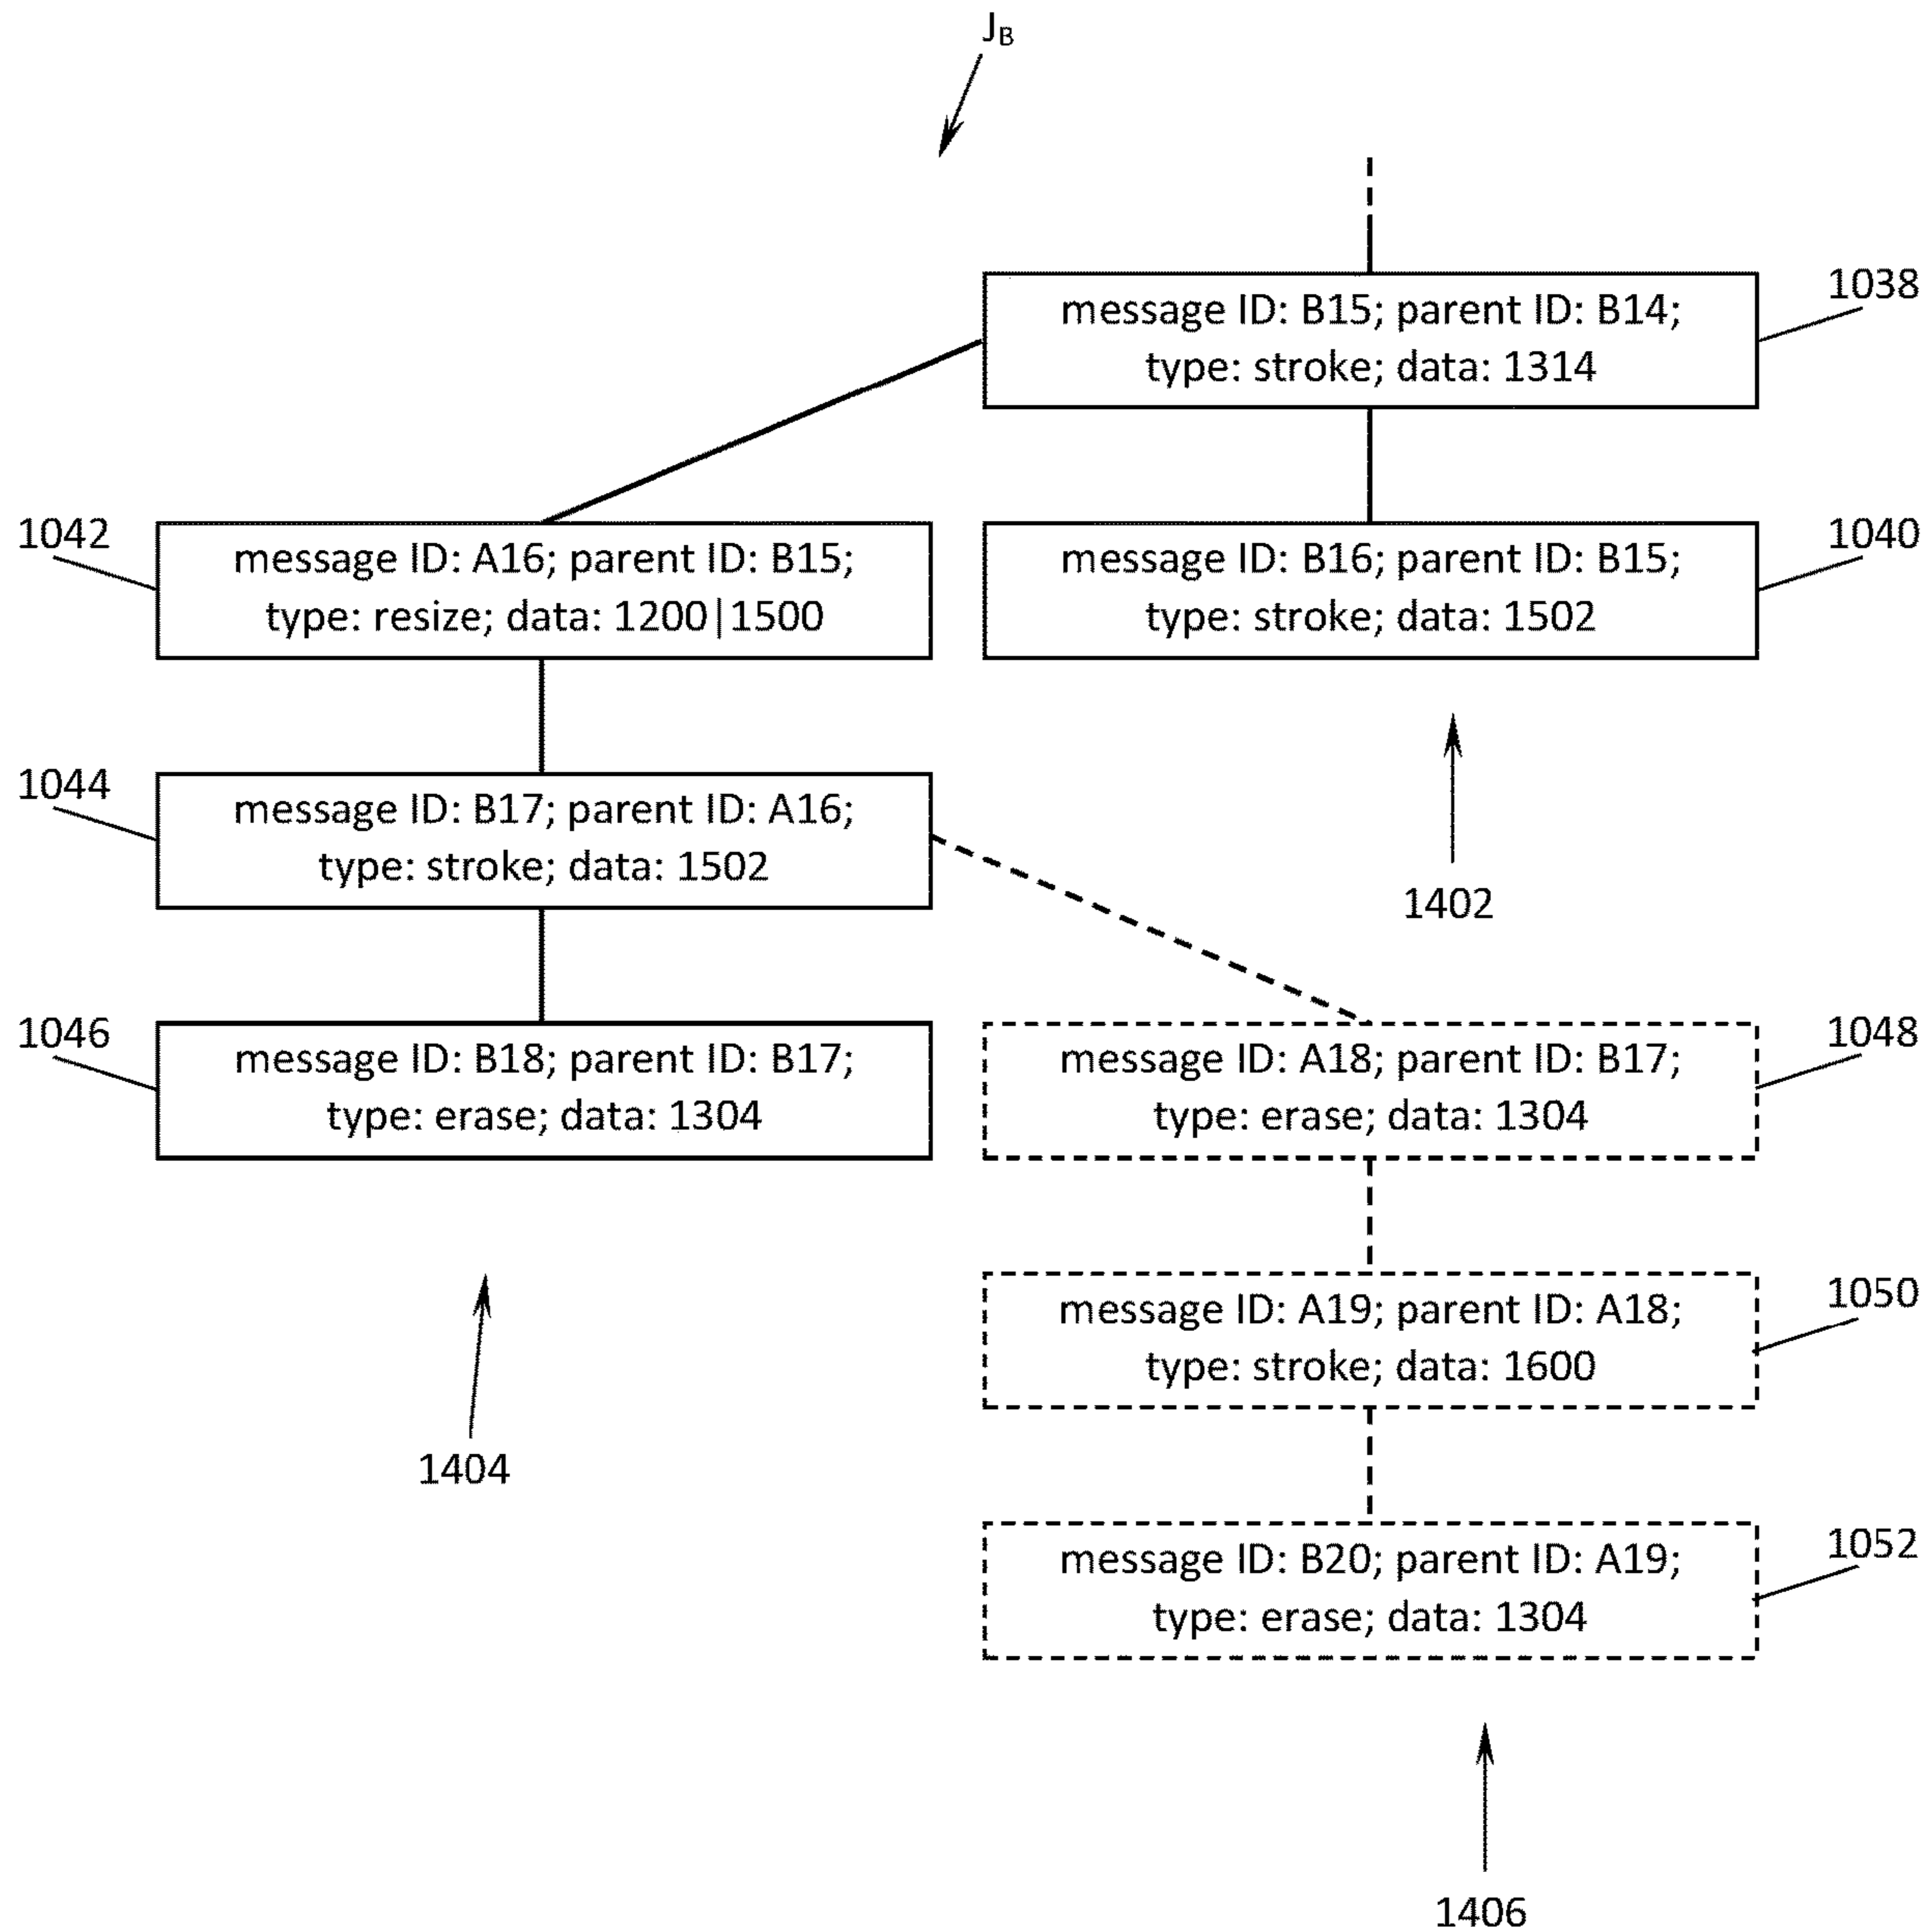 J_B
1038
message ID: B15; parent ID: B14;
type: stroke; data: 1314
1042
message ID: A16; parent ID: B15;
type: resize; data: 1200|1500
1040
message ID: B16; parent ID: B15;
type: stroke; data: 1502
1044
message ID: B17; parent ID: A16;
type: stroke; data: 1502
1402
1046
message ID: B18; parent ID: B17;
type: erase; data: 1304
1048
message ID: A18; parent ID: B17;
type: erase; data: 1304
1050
message ID: A19; parent ID: A18;
type: stroke; data: 1600
1404
1052
message ID: B20; parent ID: A19;
type: erase; data: 1304
1406